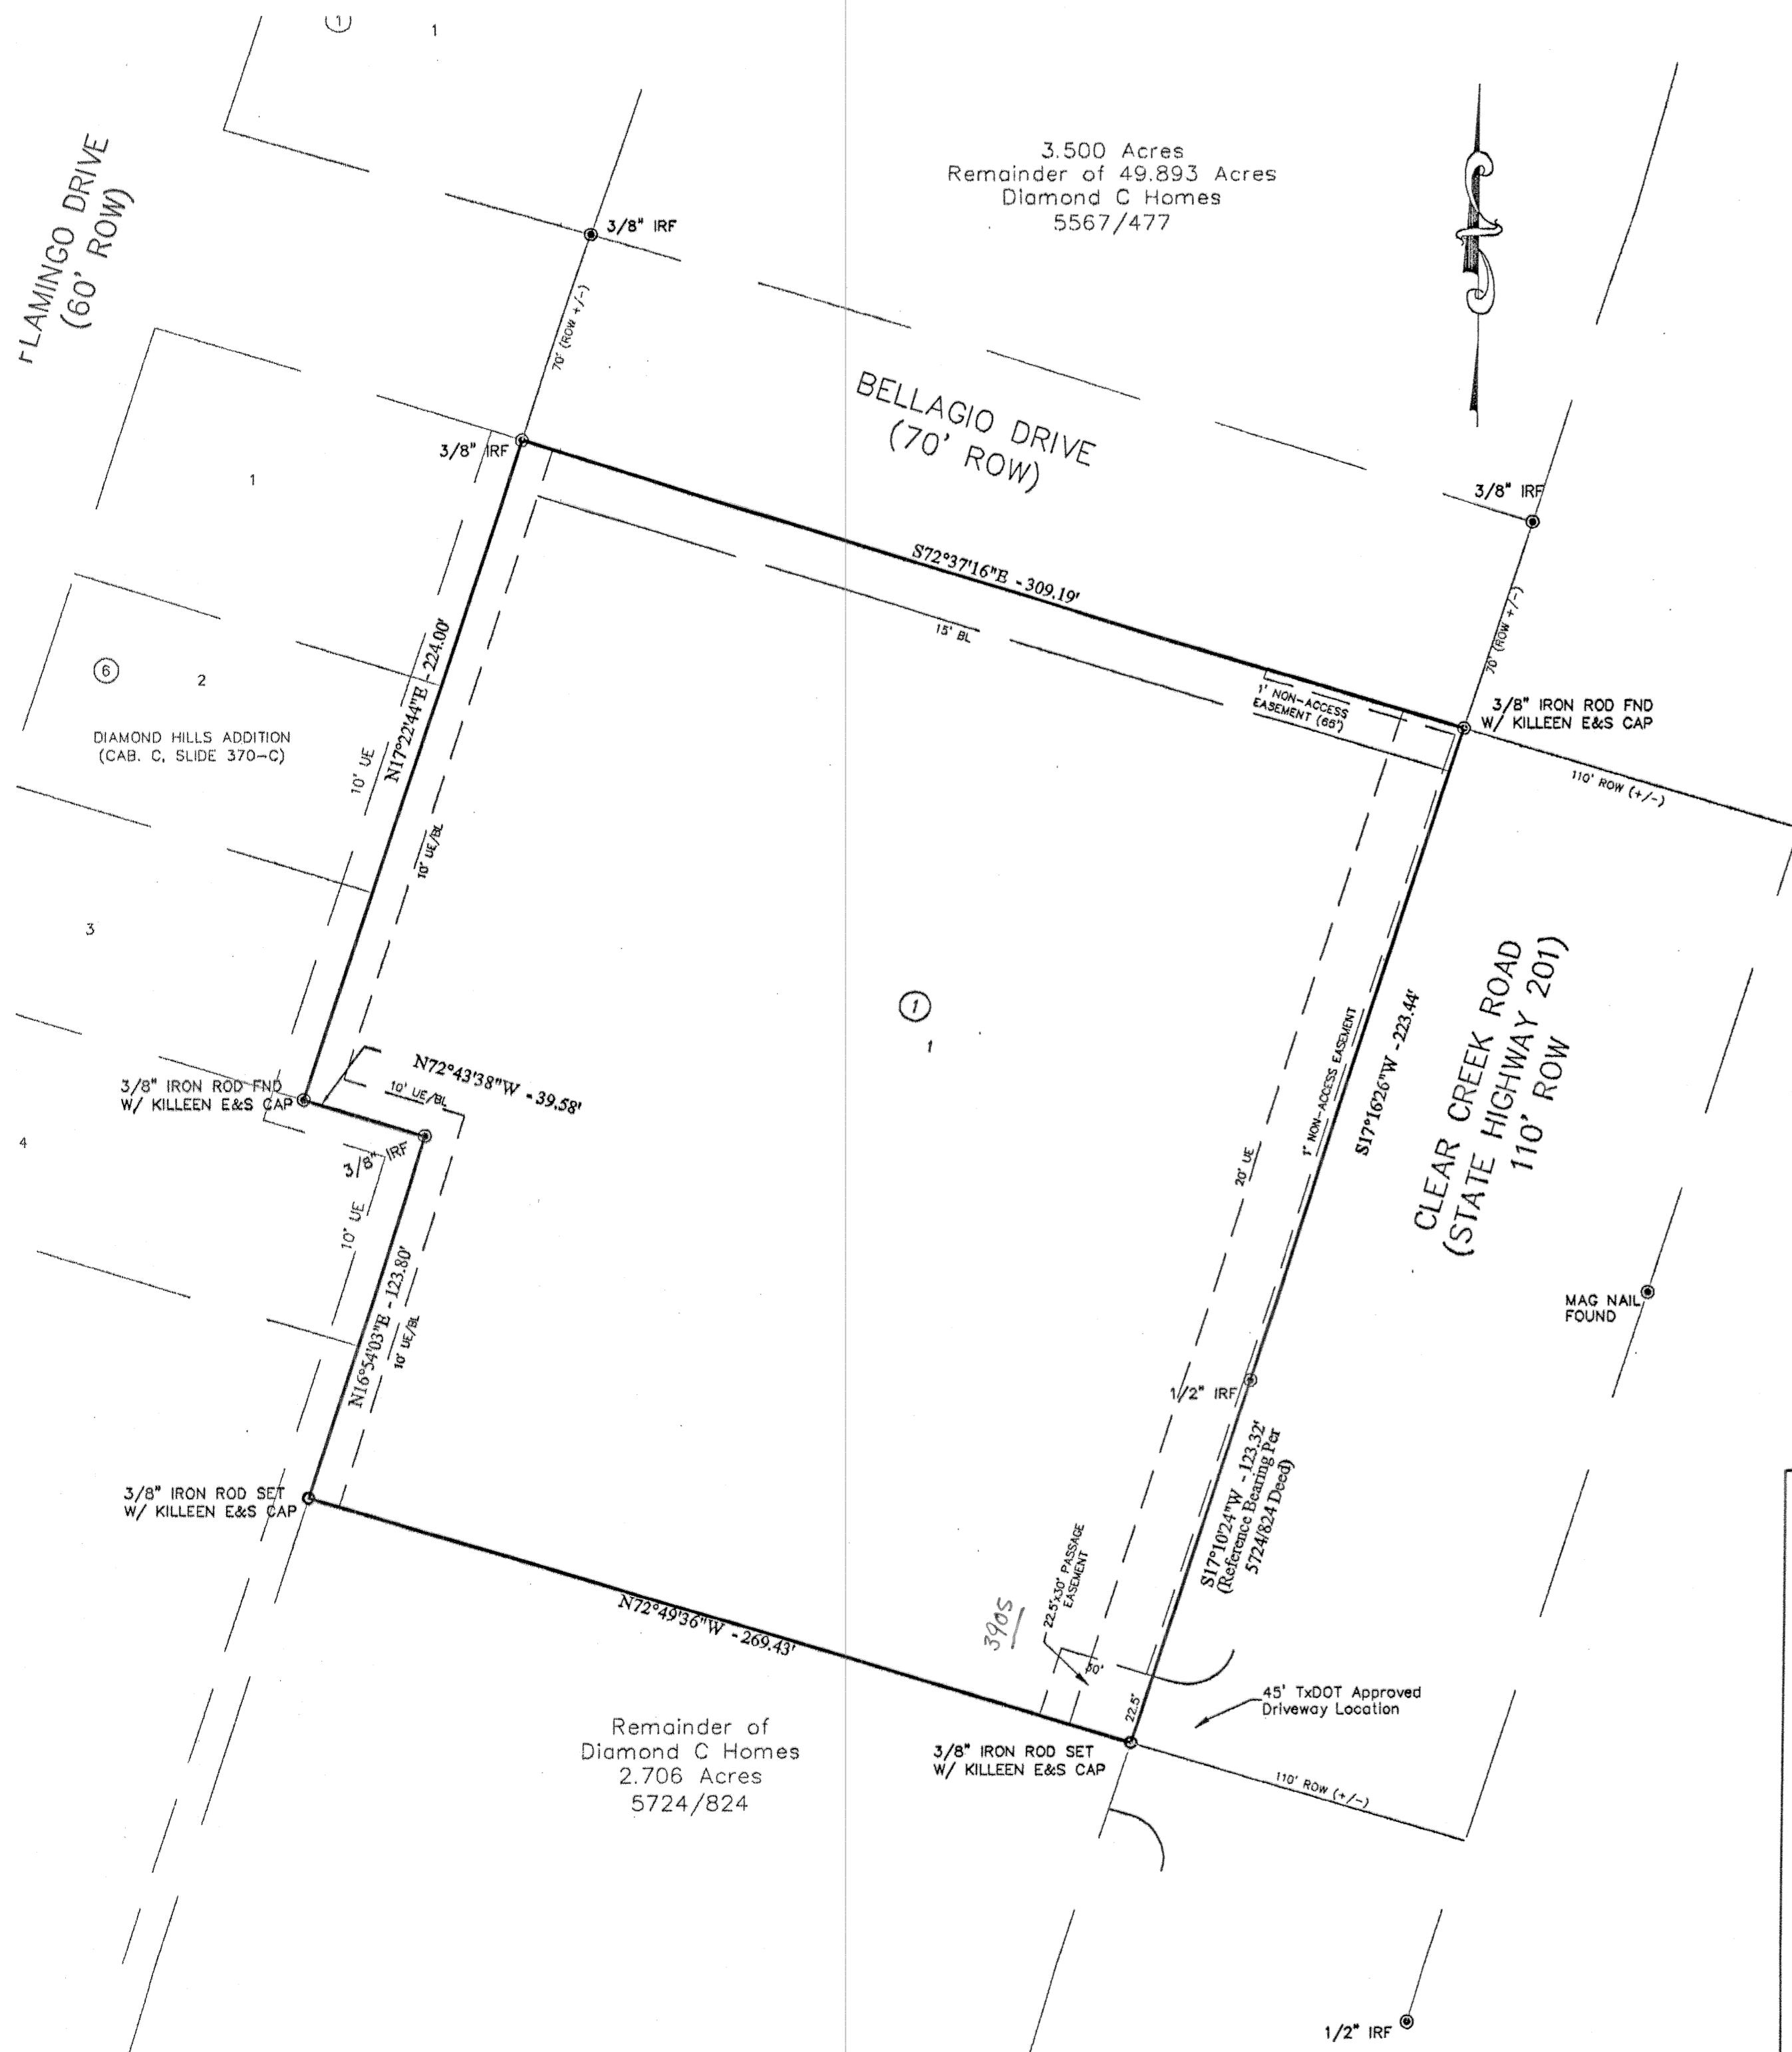 1
1
3.500 Acres
Remainder of 49.893 Acres
Diamond C Homes
5567/477
FLAMINGO DRIVE
(60' ROW)
3/8" IRF
70' (ROW +/-)
BELLAGIO DRIVE
(70' ROW)
3/8" IRF
3/8" IRF
1
S72°37'16"E - 309.19'
15' BL
70' (ROW +/-)
1' NON-ACCESS
EASEMENT (65')
3/8" IRON ROD FND
W/ KILLEEN E&S CAP
110' ROW (+/-)
N17°22'44"E - 224.00'
6
2
DIAMOND HILLS ADDITION
(CAB. C, SLIDE 370-C)
10' UE
10' UE/BL
3
1
1
1' NON-ACCESS EASEMENT
S17°16'26"W - 223.44'
CLEAR CREEK ROAD
(STATE HIGHWAY 201)
110' ROW
N72°43'38"W - 39.58'
10' UE/BL
3/8" IRON ROD FND
W/ KILLEEN E&S CAP
4
3/8" IRF
10' UE
20' UE
N16°54'03"E - 123.80'
10' UE/BL
MAG NAIL
FOUND
1/2" IRF
S17°10'24"W - 123.32'
(Reference Bearing Per
5724/824 Deed)
3/8" IRON ROD SET
W/ KILLEEN E&S CAP
N72°49'36"W - 269.43'
3905
22.5'x30' PASSAGE
EASEMENT
30'
22.5'
45' TxDOT Approved
Driveway Location
Remainder of
Diamond C Homes
2.706 Acres
5724/824
3/8" IRON ROD SET
W/ KILLEEN E&S CAP
110' ROW (+/-)
1/2" IRF